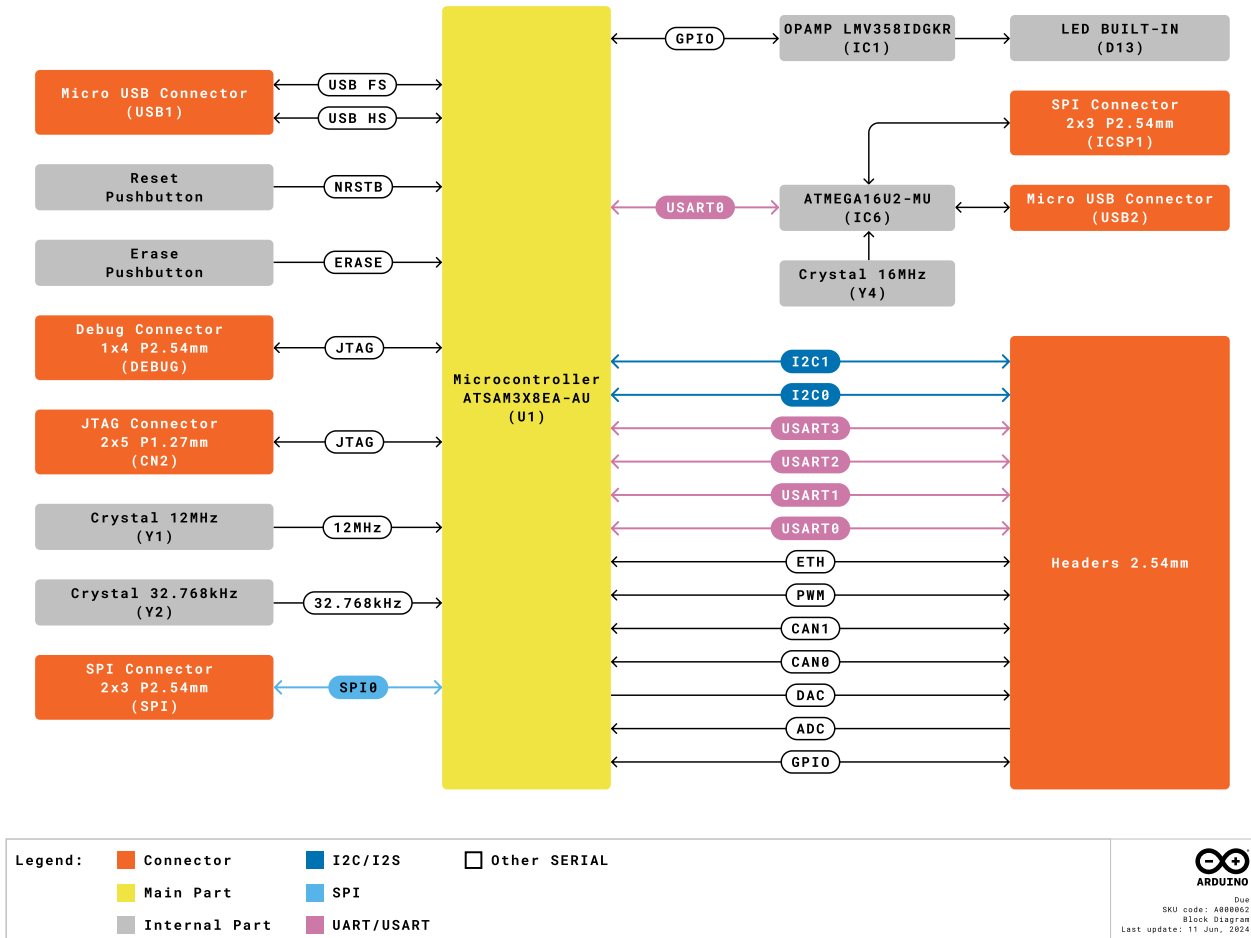 OPAMP LMV358IDGKR
(IC1)
GPIO
LED BUILT-IN
(D13)
Micro USB Connector
(USB1)
USB FS
USB HS
SPI Connector
2x3 P2.54mm
(ICSP1)
Reset
Pushbutton
NRSTB
USART0
ATMEGA16U2-MU
(IC6)
Micro USB Connector
(USB2)
Erase
Pushbutton
ERASE
Crystal 16MHz
(Y4)
Debug Connector
1x4 P2.54mm
(DEBUG)
JTAG
Microcontroller
ATSAM3X8EA-AU
(U1)
JTAG Connector
2x5 P1.27mm
(CN2)
JTAG
Crystal 12MHz
(Y1)
12MHz
Crystal 32.768kHz
(Y2)
32.768kHz
SPI Connector
2x3 P2.54mm
(SPI)
SPI0
I2C1
I2C0
USART3
USART2
USART1
USART0
ETH
PWM
CAN1
CAN0
DAC
ADC
GPIO
Headers 2.54mm
Legend:
Connector
Main Part
Internal Part
I2C/I2S
SPI
UART/USART
Other SERIAL
ARDUINO
Due
SKU code: A000062
Block Diagram
Last update: 11 Jun, 2024